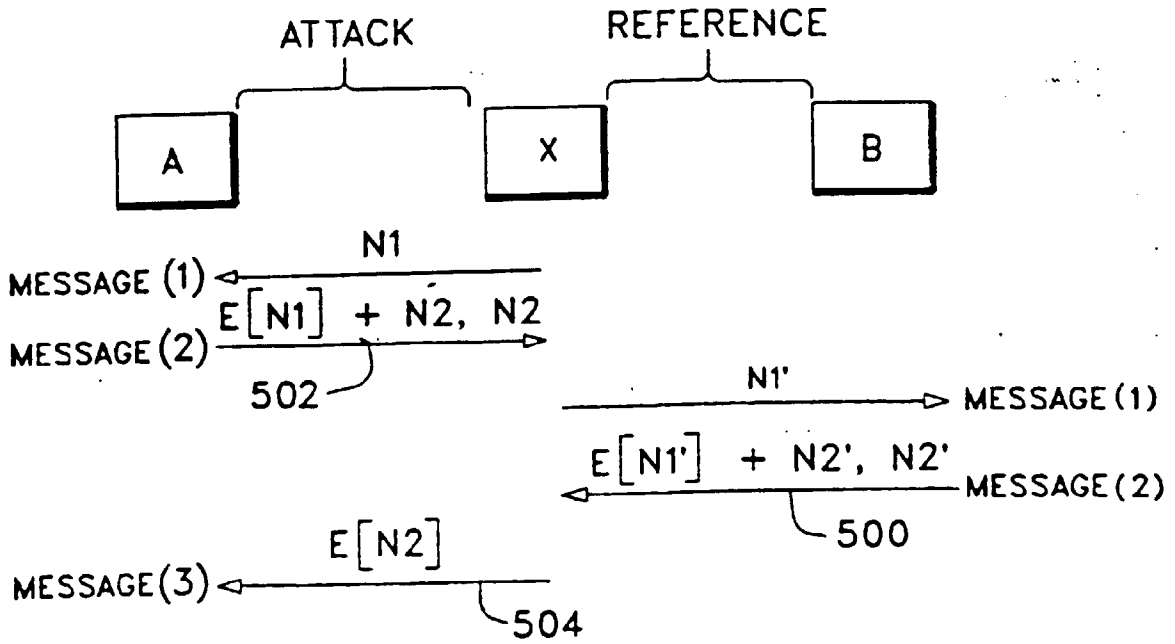 ATTACK
REFERENCE
A
X
B
N1
MESSAGE (1)
E[N1] + N2, N2
MESSAGE (2)
502
N1'
MESSAGE (1)
E[N1'] + N2', N2'
MESSAGE (2)
500
E[N2]
MESSAGE (3)
504